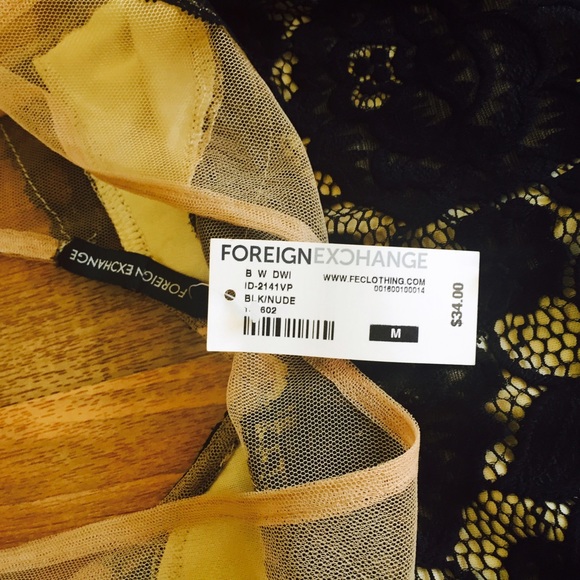 FOREIGNEXCHANGE
B W DWI
WWW.FECLOTHING.COM
ID-2141VP
001600100014
BLK/NUDE
602
M
$34.00
FOREIGN EXCHANGE